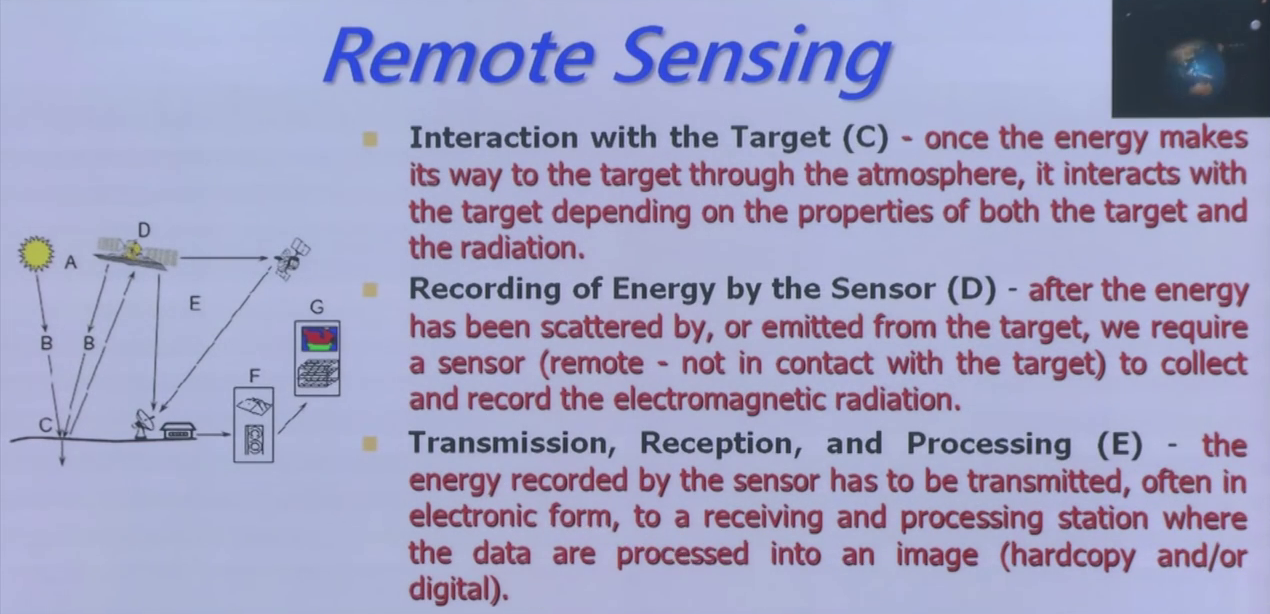 Remote Sensing
Interaction with the Target (C) - once the energy makes
its way to the target through the atmosphere, it interacts with
the target depending on the properties of both the target and
the radiation.
Recording of Energy by the Sensor (D) - after the energy
has been scattered by, or emitted from the target, we require
a sensor (remote - not in contact with the target) to collect
and record the electromagnetic radiation.
Transmission, Reception, and Processing (E) - the
energy recorded by the sensor has to be transmitted, often in
electronic form, to a receiving and processing station where
the data are processed into an image (hardcopy and/or
digital).
D
A
E
G
B
B
F
C